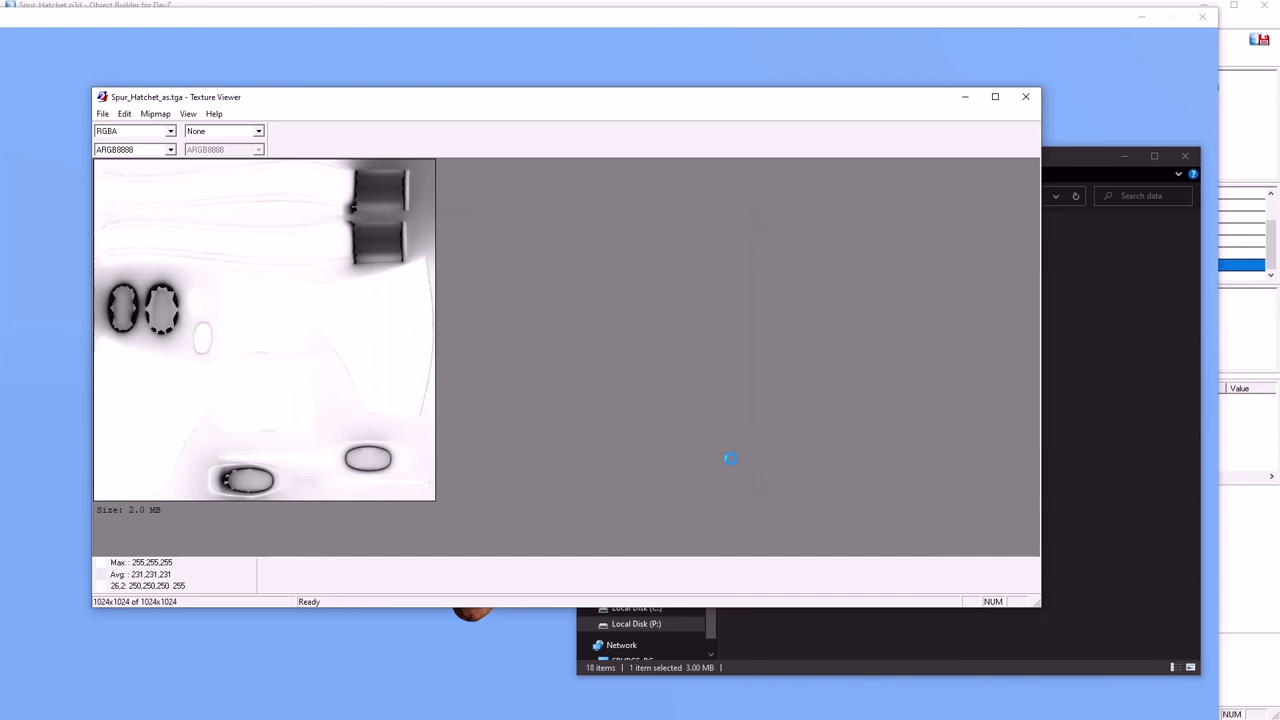 Spur_Hatchet.p3d - Object Builder for DayZ
Spur_Hatchet_as.tga - Texture Viewer
File Edit Mipmap View Help
RGBA None
ARGB8888 ARGB8888
Search data
Value
Size: 2.0 MB
Max : 255,255,255
Avg : 231,231,231
26,2: 250,250,250 255
1024x1024 of 1024x1024 Ready NUM
Local Disk (C:)
Local Disk (P:)
Network
18 items 1 item selected 3.00 MB
NUM